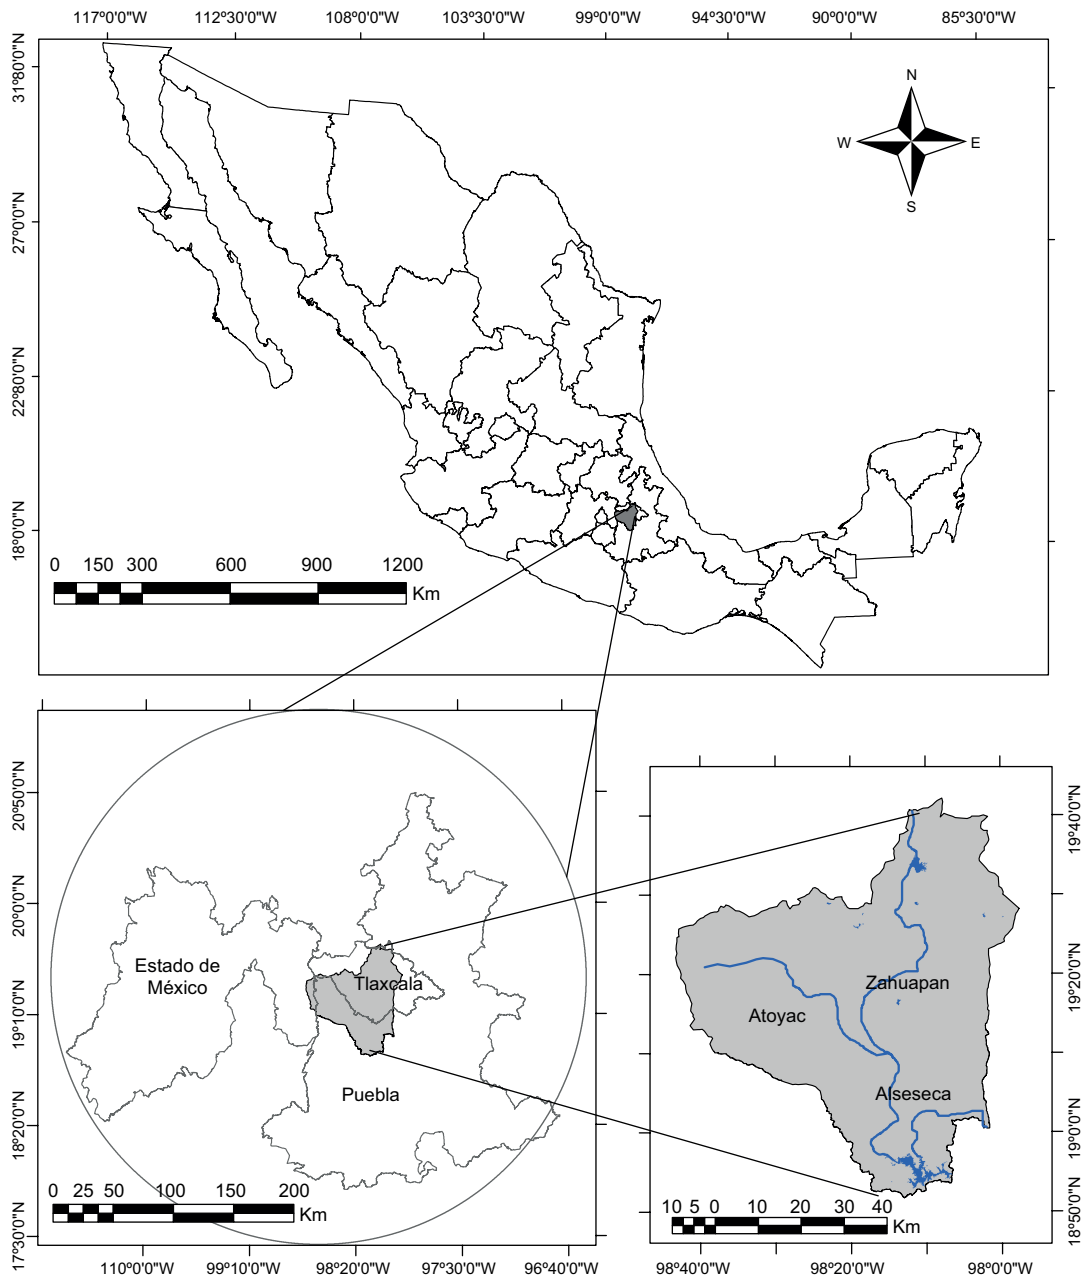 117°0'0"W 112°30'0"W 108°0'0"W 103°30'0"W 99°0'0"W 94°30'0"W 90°0'0"W 85°30'0"W
31°80'0"N
27°0'0"N
22°80'0"N
18°0'0"N
N
W E
S
0 150 300 600 900 1200
Km
20°50'0"N
20°0'0"N
19°10'0"N
18°20'0"N
17°30'0"N
Estado de
México
Tlaxcala
Puebla
0 25 50 100 150 200
Km
110°0'0"W 99°10'0"W 98°20'0"W 97°30'0"W 96°40'0"W
19°40'0"N
19°20'0"N
19°0'0"N
18°50'0"N
Zahuapan
Atoyac
Alseseca
10 5 0 10 20 30 40
Km
98°40'0"W 98°20'0"W 98°0'0"W